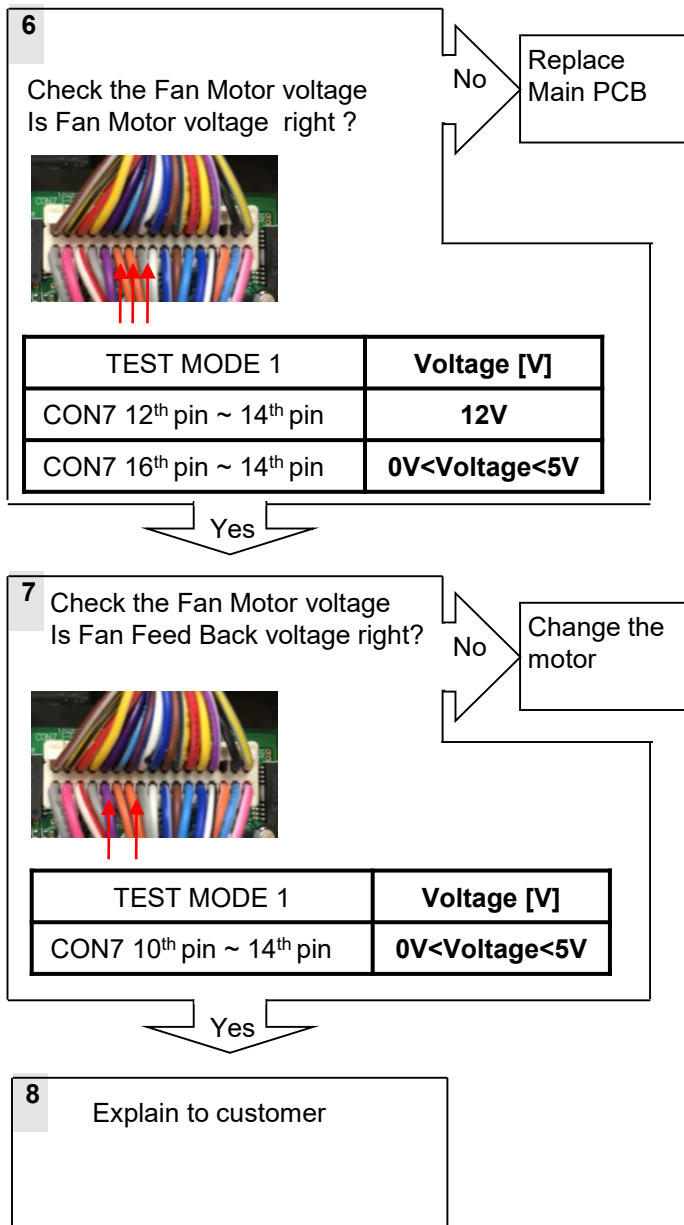 6
Check the Fan Motor voltage
Is Fan Motor voltage right ?
No
Replace
Main PCB
CON7
TEST MODE 1 Voltage [V]
CON7 12th pin ~ 14th pin 12V
CON7 16th pin ~ 14th pin 0V<Voltage<5V
Yes
7
Check the Fan Motor voltage
Is Fan Feed Back voltage right?
No
Change the
motor
CON7
TEST MODE 1 Voltage [V]
CON7 10th pin ~ 14th pin 0V<Voltage<5V
Yes
8
Explain to customer